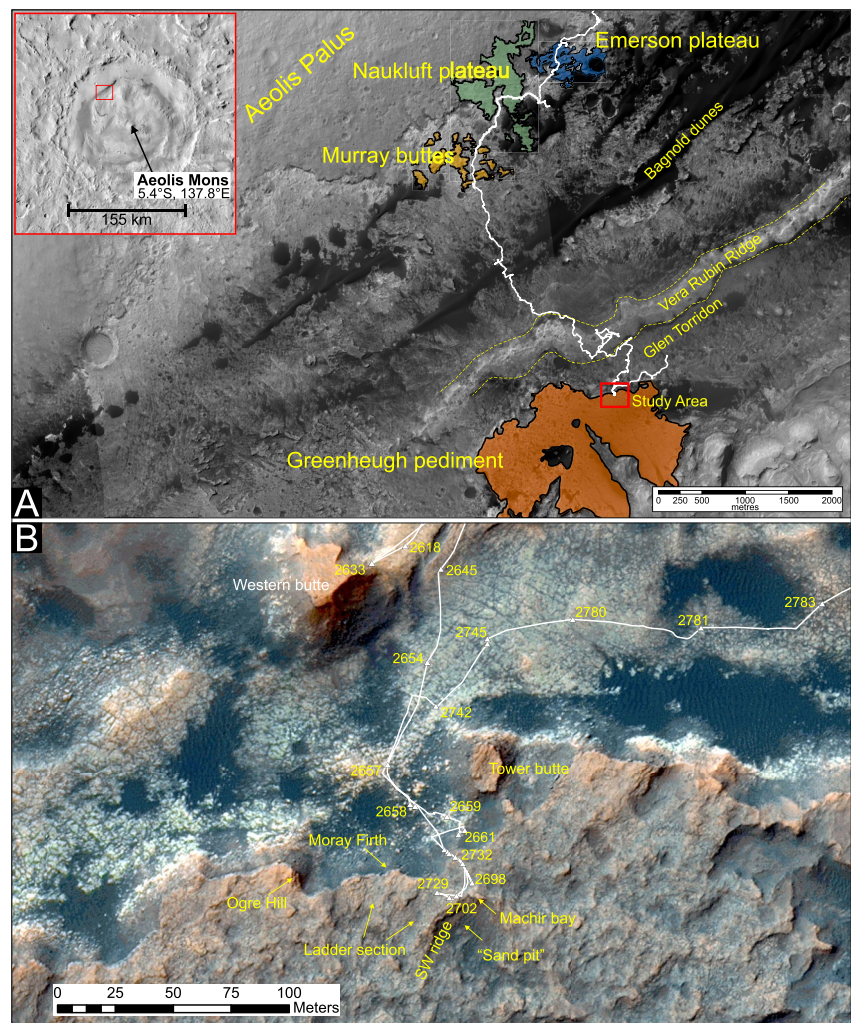 Aeolis Mons
5.4°S, 137.8°E
155 km
Aeolis Palus
Emerson plateau
Naukluft plateau
Murray buttes
Bagnold dunes
Vera Rubin Ridge
Glen Torridon
Study Area
Greenheugh pediment
0 250 500 1000 1500 2000
metres
A
B
2618
2633
2645
Western butte
2783
2780
2781
2745
2654
2742
2657
Tower butte
2658
2659
2661
Moray Firth
2732
2729
2698
Ogre Hill
2702
Machir bay
Ladder section
SW ridge
"Sand pit"
0 25 50 75 100
Meters